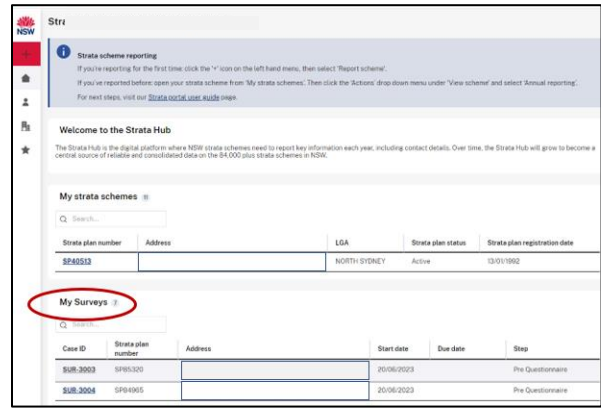 NSW
Stra
Strata scheme reporting
If you're reporting for the first time: click the '+' icon on the left hand menu, then select 'Report scheme'.
If you've reported before: open your strata scheme from 'My strata schemes'. Then click the 'Actions' drop down menu under 'View scheme' and select 'Annual reporting'.
For next steps, visit our Strata portal user guide page.
Welcome to the Strata Hub
The Strata Hub is the digital platform where NSW strata schemes need to report key information each year, including contact details. Over time, the Strata Hub will grow to become a
central source of reliable and consolidated data on the 84,000 plus strata schemes in NSW.
My strata schemes 11
Search...
Strata plan number Address LGA Strata plan status Strata plan registration date
SP40513 NORTH SYDNEY Active 13/01/1992
My Surveys 7
Search...
Case ID Strata plan number Address Start date Due date Step
SUR-3003 SP85320 20/06/2023 Pre Questionnaire
SUR-3004 SP84965 20/06/2023 Pre Questionnaire